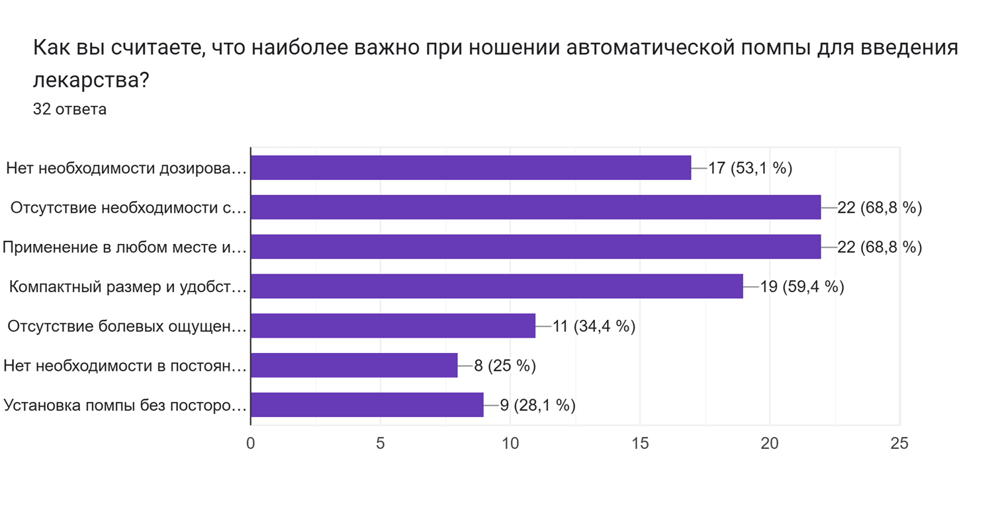 Как вы считаете, что наиболее важно при ношении автоматической помпы для введения
лекарства?
32 ответа
Нет необходимости дозирова… 17 (53,1 %)
Отсутствие необходимости с… 22 (68,8 %)
Применение в любом месте и… 22 (68,8 %)
Компактный размер и удобст… 19 (59,4 %)
Отсутствие болевых ощущен… 11 (34,4 %)
Нет необходимости в постоян… 8 (25 %)
Установка помпы без посторо… 9 (28,1 %)
0 5 10 15 20 25